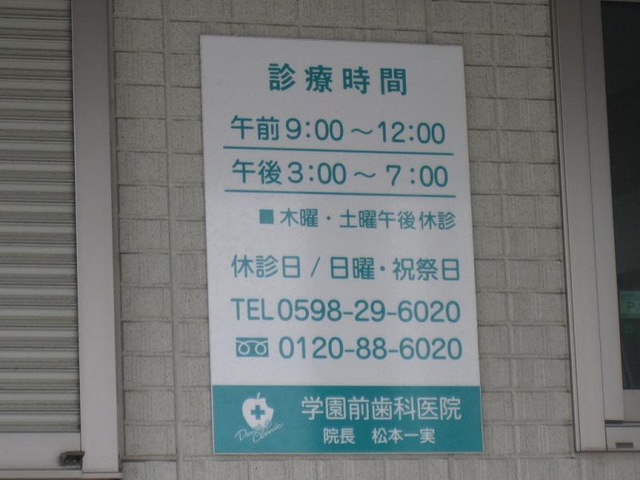 診療時間
午前9:00～12:00
午後3:00～7:00
■木曜・土曜午後休診
休診日/日曜・祝祭日
TEL0598-29-6020
0120-88-6020
Dental Clinic
学園前歯科医院
院長 松本一実